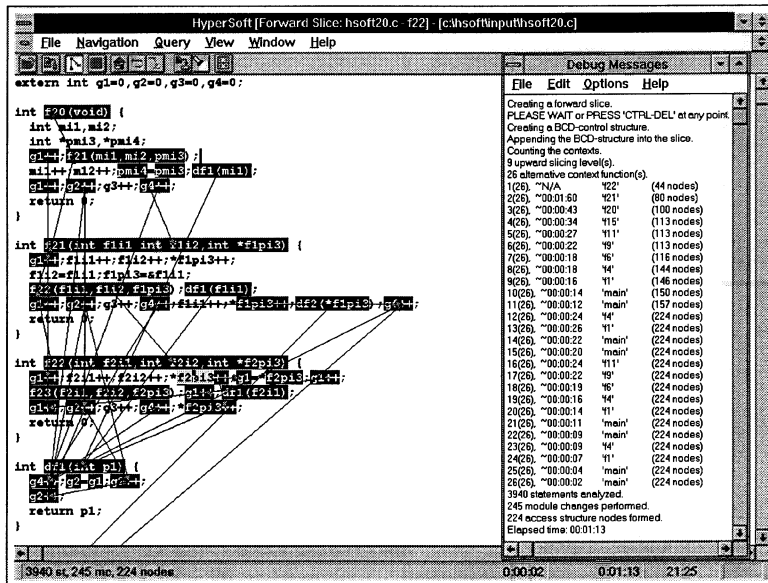 HyperSoft [Forward Slice: hsoft20.c - f22] - [c:\hsoft\input\hsoft20.c]
File Navigation Query View Window Help
extern int g1=0,g2=0,g3=0,g4=0;
int f20(void) {
int mi1,mi2;
int *pmi3,*pmi4;
g1++;f21(mi1,mi2,pmi3);
mi1++;mi2++;pmi4=pmi3;df1(mi1);
g1++;g2++;g3++;g4++;
return 0;
}
int f21(int f1i1,int f1i2,int *f1pi3) {
g1++;f1i1++;f1i2++;*f1pi3++;
f1i2=f1i1;f1pi3=&f1i1;
f22(f1i1,f1i2,f1pi3);df1(f1i1);
g1++;g2++;g3++;g4++;f1i1++;*f1pi3++;df2(*f1pi3);g4++;
return 0;
}
int f22(int f2i1,int f2i2,int *f2pi3) {
g1++;f2i1++;f2i2++;*f2pi3++;g1=*f2pi3;g1++;
f23(f2i1,f2i2,f2pi3);g1++;df1(f2i1);
g1++;g2++;g3++;g4++;*f2pi3++;
return 0;
}
int df1(int p1) {
g4++;g2=g1;g3++;
g2++;
return p1;
}
Debug Messages
File Edit Options Help
Creating a forward slice.
PLEASE WAIT or PRESS 'CTRL-DEL' at any point
Creating a BCD-control structure.
Appending the BCD-structure into the slice.
Counting the contexts.
9 upward slicing level(s).
26 alternative context function(s).
1(26), ~N/A 'f22' (44 nodes)
2(26), ~00:01:60 'f21' (80 nodes)
3(26), ~00:00:43 'f20' (100 nodes)
4(26), ~00:00:34 'f15' (113 nodes)
5(26), ~00:00:27 'f11' (113 nodes)
6(26), ~00:00:22 'f9' (113 nodes)
7(26), ~00:00:18 'f6' (116 nodes)
8(26), ~00:00:18 'f4' (144 nodes)
9(26), ~00:00:16 'f1' (146 nodes)
10(26), ~00:00:14 'main' (150 nodes)
11(26), ~00:00:12 'main' (157 nodes)
12(26), ~00:00:24 'f4' (224 nodes)
13(26), ~00:00:26 'f1' (224 nodes)
14(26), ~00:00:22 'main' (224 nodes)
15(26), ~00:00:20 'main' (224 nodes)
16(26), ~00:00:24 'f11' (224 nodes)
17(26), ~00:00:22 'f9' (224 nodes)
18(26), ~00:00:19 'f6' (224 nodes)
19(26), ~00:00:16 'f4' (224 nodes)
20(26), ~00:00:14 'f1' (224 nodes)
21(26), ~00:00:11 'main' (224 nodes)
22(26), ~00:00:09 'main' (224 nodes)
23(26), ~00:00:09 'f4' (224 nodes)
24(26), ~00:00:07 'f1' (224 nodes)
25(26), ~00:00:04 'main' (224 nodes)
26(26), ~00:00:02 'main' (224 nodes)
3940 statements analyzed.
245 module changes performed.
224 access structure nodes formed.
Elapsed time: 00:01:13
3940 st, 245 mc, 224 nodes 0:00:02 0:01:13 21:25